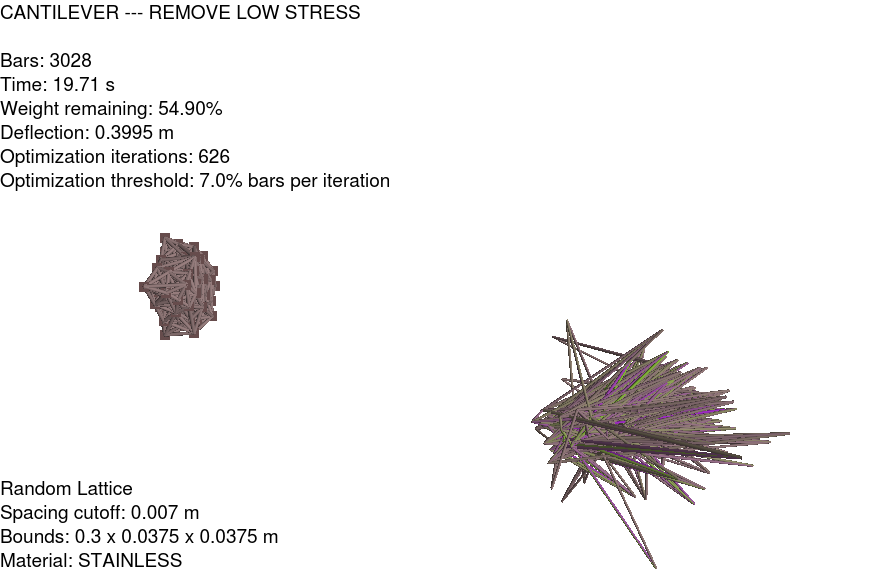 CANTILEVER --- REMOVE LOW STRESS
Bars: 3028
Time: 19.71 s
Weight remaining: 54.90%
Deflection: 0.3995 m
Optimization iterations: 626
Optimization threshold: 7.0% bars per iteration
Random Lattice
Spacing cutoff: 0.007 m
Bounds: 0.3 x 0.0375 x 0.0375 m
Material: STAINLESS